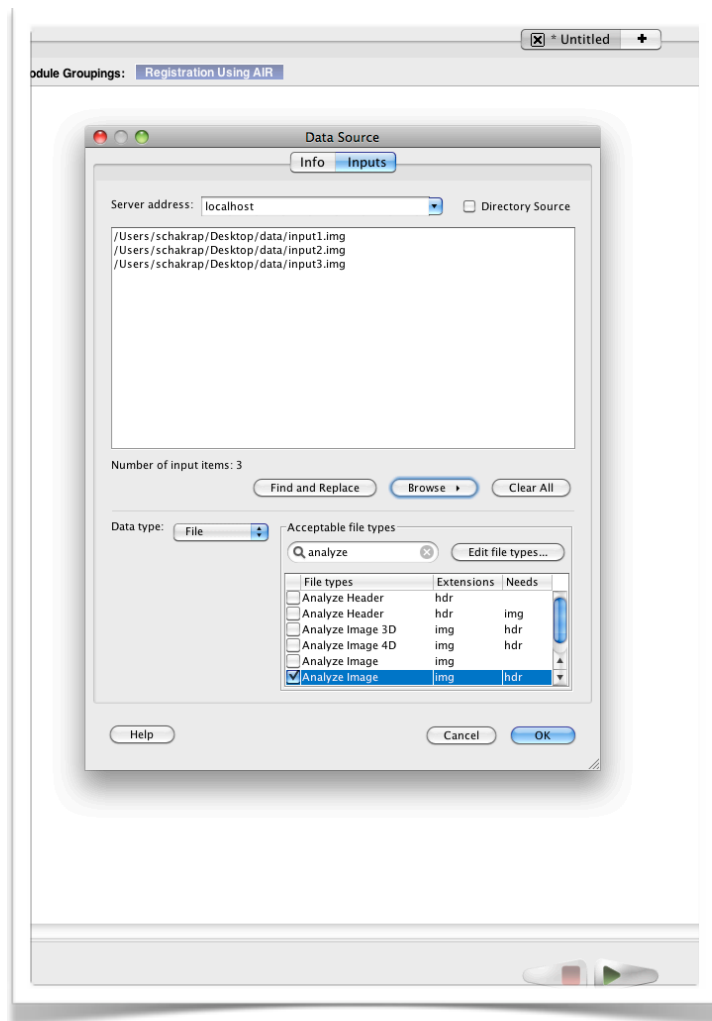 * Untitled +
odule Groupings: Registration Using AIR
Data Source
Info Inputs
Server address: localhost Directory Source
/Users/schakrap/Desktop/data/input1.img
/Users/schakrap/Desktop/data/input2.img
/Users/schakrap/Desktop/data/input3.img
Number of input items: 3
Find and Replace Browse Clear All
Data type: File Acceptable file types
analyze Edit file types...
File types Extensions Needs
Analyze Header hdr
Analyze Header hdr img
Analyze Image 3D img hdr
Analyze Image 4D img hdr
Analyze Image img
Analyze Image img hdr
Help Cancel OK